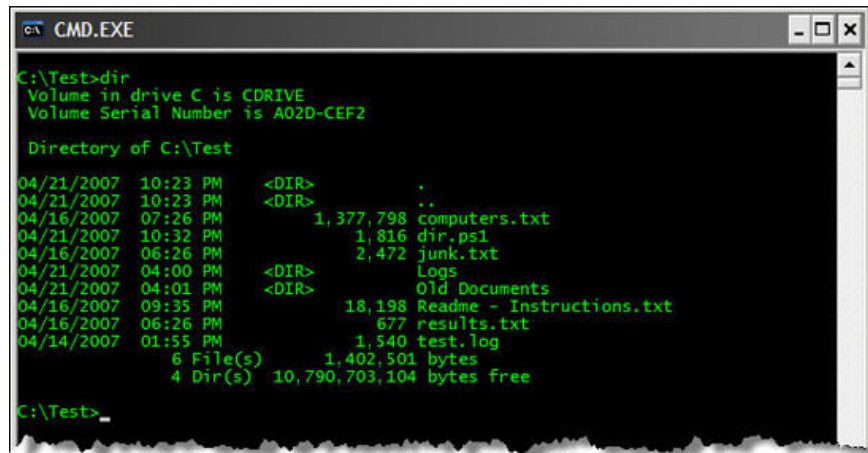 CMD.EXE
C:\Test>dir
Volume in drive C is CDRIVE
Volume Serial Number is A02D-CEF2
Directory of C:\Test
04/21/2007 10:23 PM <DIR> .
04/21/2007 10:23 PM <DIR> ..
04/16/2007 07:26 PM 1,377,798 computers.txt
04/21/2007 10:32 PM 1,816 dir.ps1
04/16/2007 06:26 PM 2,472 junk.txt
04/21/2007 04:00 PM <DIR> Logs
04/21/2007 04:01 PM <DIR> Old Documents
04/16/2007 09:35 PM 18,198 Readme - Instructions.txt
04/16/2007 06:26 PM 677 results.txt
04/14/2007 01:55 PM 1,540 test.log
6 File(s) 1,402,501 bytes
4 Dir(s) 10,790,703,104 bytes free
C:\Test>_